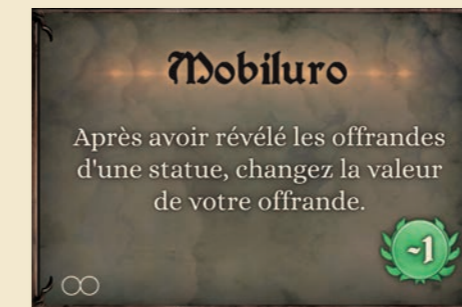 Mobiluro
Après avoir révélé les offrandes
d'une statue, changez la valeur
de votre offrande.
-1